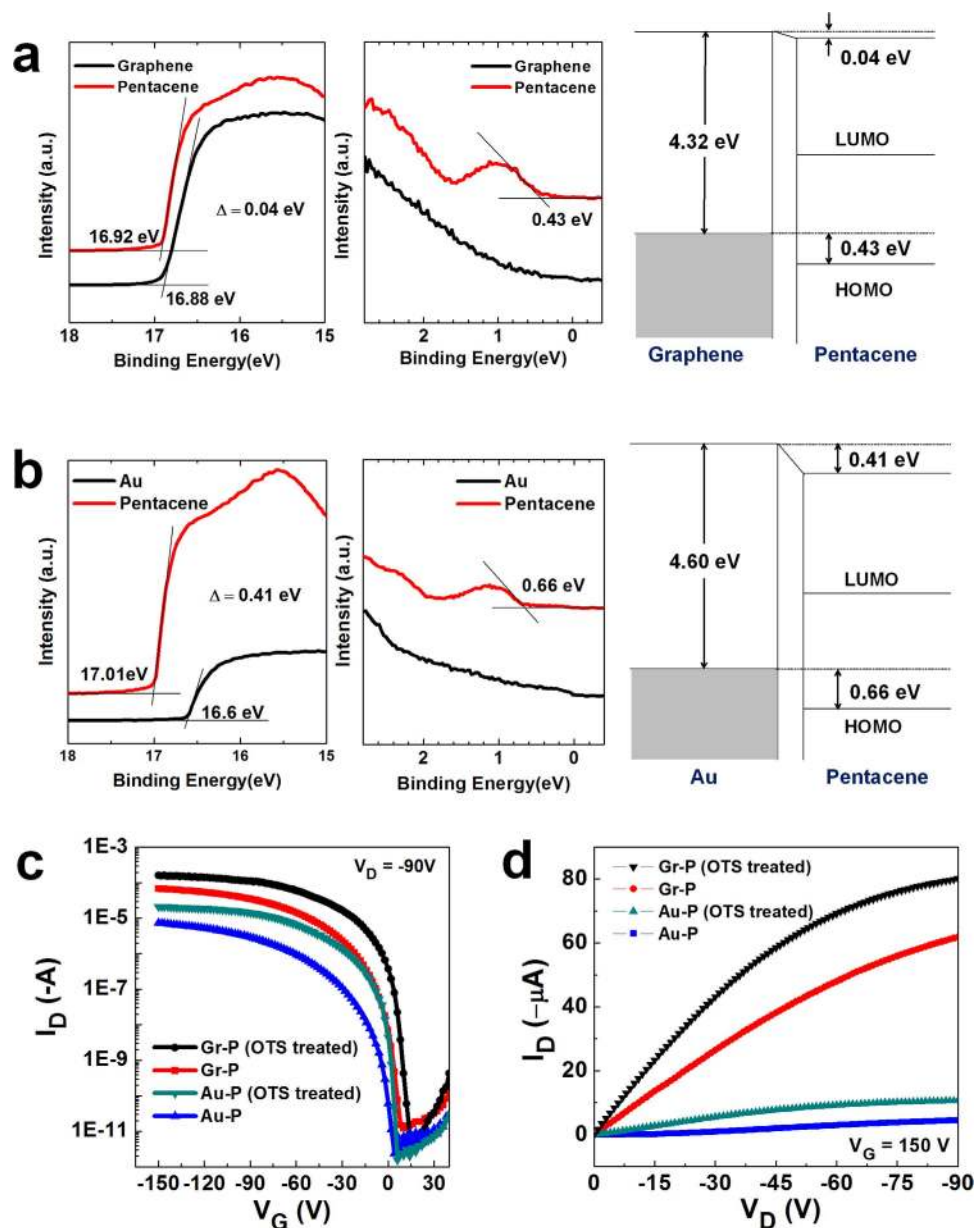 a
Graphene
Pentacene
16.92 eV
Δ = 0.04 eV
16.88 eV
Intensity (a.u.)
18 17 16 15
Binding Energy(eV)
Graphene
Pentacene
0.43 eV
Intensity (a.u.)
2 1 0
Binding Energy(eV)
0.04 eV
4.32 eV
LUMO
0.43 eV
HOMO
Graphene Pentacene
b
Au
Pentacene
Δ = 0.41 eV
17.01eV
16.6 eV
Intensity (a.u.)
18 17 16 15
Binding Energy(eV)
Au
Pentacene
0.66 eV
Intensity (a.u.)
2 1 0
Binding Energy(eV)
0.41 eV
4.60 eV
LUMO
0.66 eV
HOMO
Au Pentacene
c
1E-3
1E-5
1E-7
1E-9
1E-11
I_D (-A)
V_D = -90V
Gr-P (OTS treated)
Gr-P
Au-P (OTS treated)
Au-P
-150 -120 -90 -60 -30 0 30
V_G (V)
d
Gr-P (OTS treated)
Gr-P
Au-P (OTS treated)
Au-P
80
60
40
20
0
I_D (-μA)
V_G = 150 V
0 -15 -30 -45 -60 -75 -90
V_D (V)